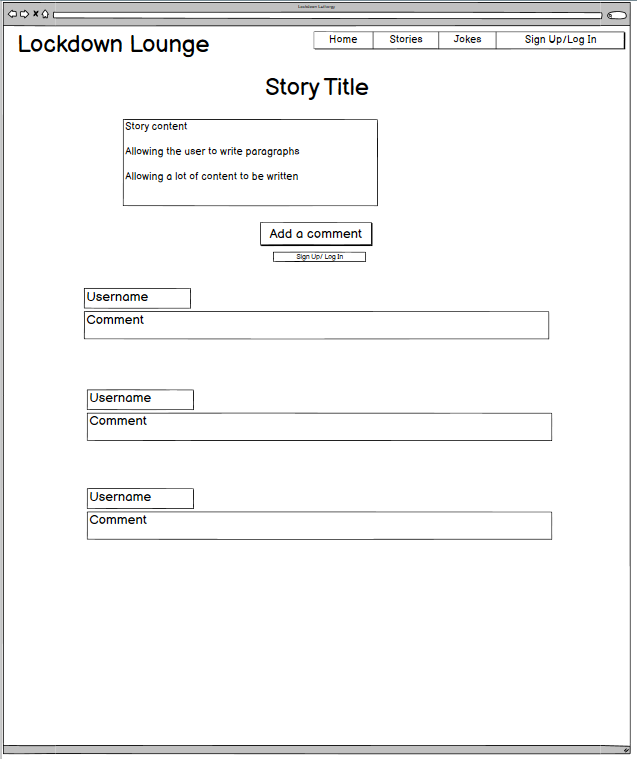 Lockdown Lounge
Home Stories Jokes Sign Up/Log In
Story Title
Story content
Allowing the user to write paragraphs
Allowing a lot of content to be written
Add a comment
Sign Up/ Log In
Username
Comment
Username
Comment
Username
Comment